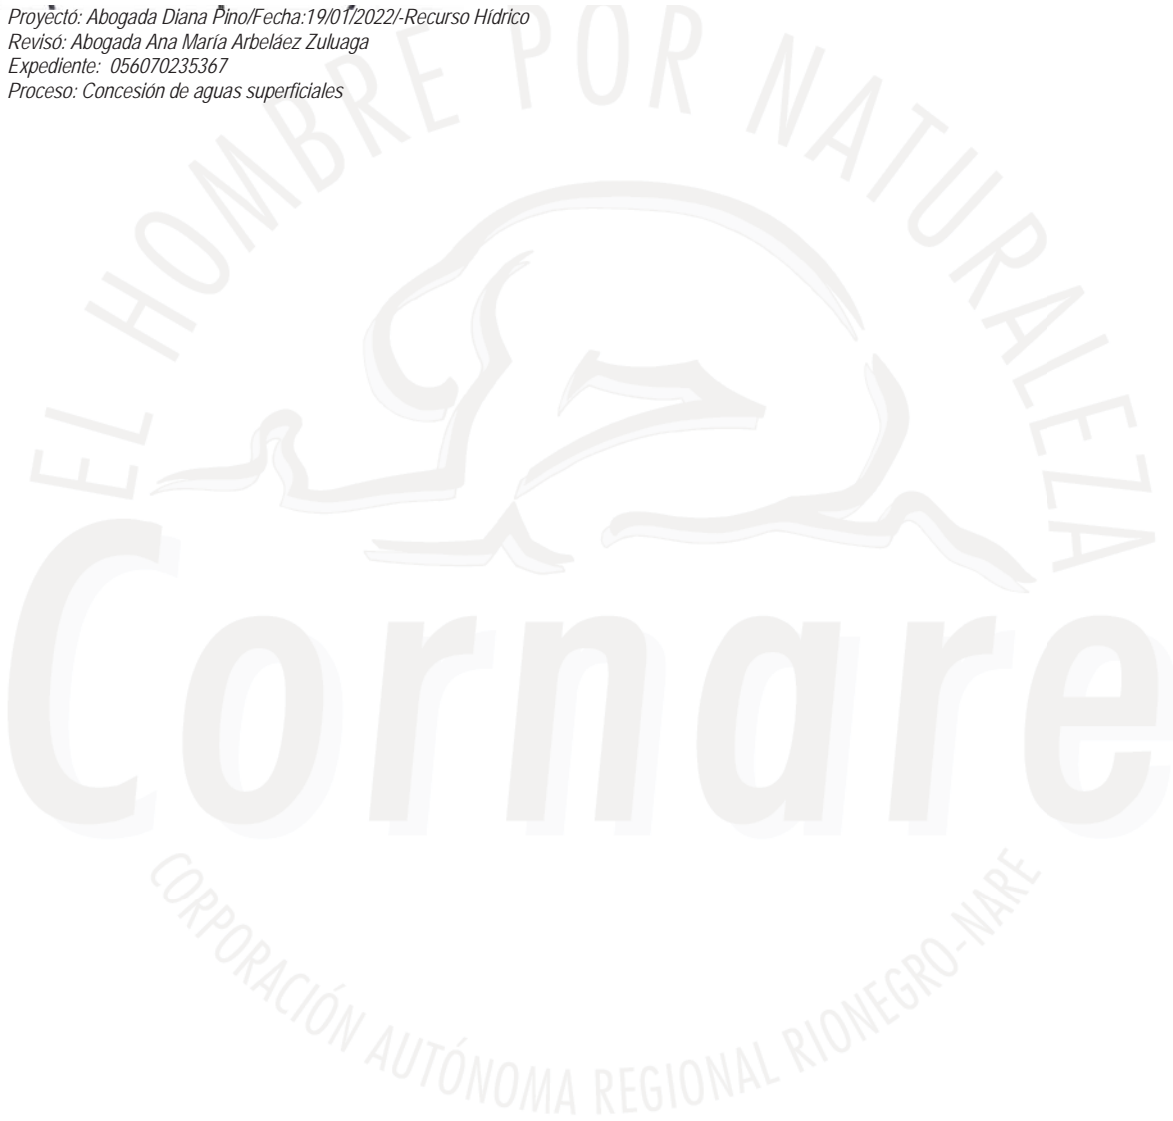 Proyectó: Abogada Diana Pino/Fecha:19/01/2022/-Recurso Hídrico
Revisó: Abogada Ana María Arbeláez Zuluaga
Expediente: 056070235367
Proceso: Concesión de aguas superficiales
EL HOMBRE POR NATURALEZA
Cornare
CORPORACIÓN AUTÓNOMA REGIONAL RIONEGRO-NARE